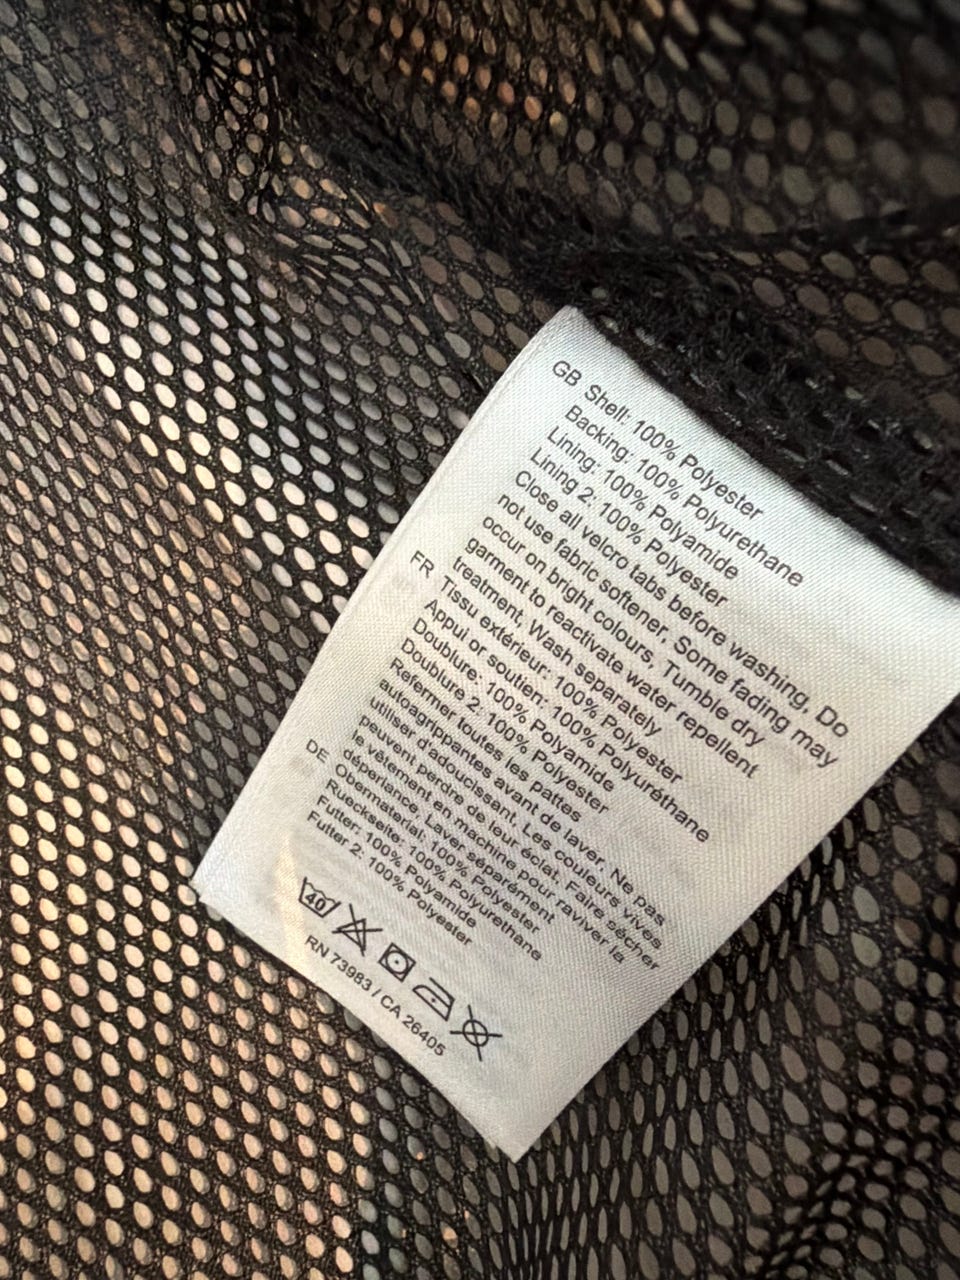 GB Shell: 100% Polyester
Backing: 100% Polyurethane
Lining: 100% Polyamide
Lining 2: 100% Polyester
Close all velcro tabs before washing, Do
not use fabric softener, Some fading may
occur on bright colours, Tumble dry
garment to reactivate water repellent
treatment, Wash separately
FR Tissu extérieur: 100% Polyester
Appui or soutien: 100% Polyuréthane
Doublure: 100% Polyamide
Doublure 2: 100% Polyester
Refermer toutes les pattes
autoagrippantes avant de laver, Ne pas
utiliser d'adoucissant, Les couleurs vives
peuvent perdre de leur éclat, Faire sécher
le vêtement en machine pour raviver la
déperlance, Laver séparément
DE Obermaterial: 100% Polyester
Rueckseite: 100% Polyurethane
Futter: 100% Polyamide
Futter 2: 100% Polyester
40
RN 73983 / CA 26405